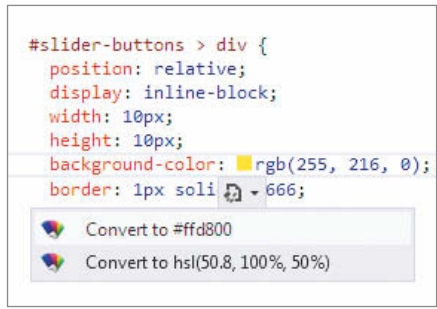 #slider-buttons > div {
position: relative;
display: inline-block;
width: 10px;
height: 10px;
background-color: rgb(255, 216, 0);
border: 1px soli 666;
Convert to #ffd800
Convert to hsl(50.8, 100%, 50%)